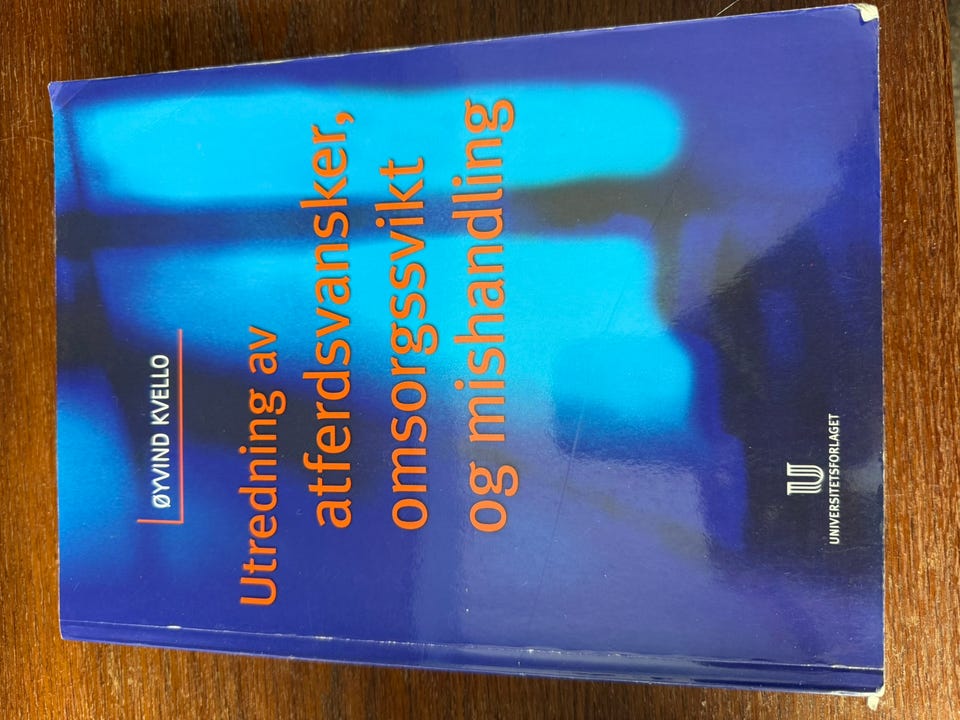 ØYVIND KVELLO
Utredning av
atferdsvansker,
omsorgssvikt
og mishandling
UNIVERSITETSFORLAGET